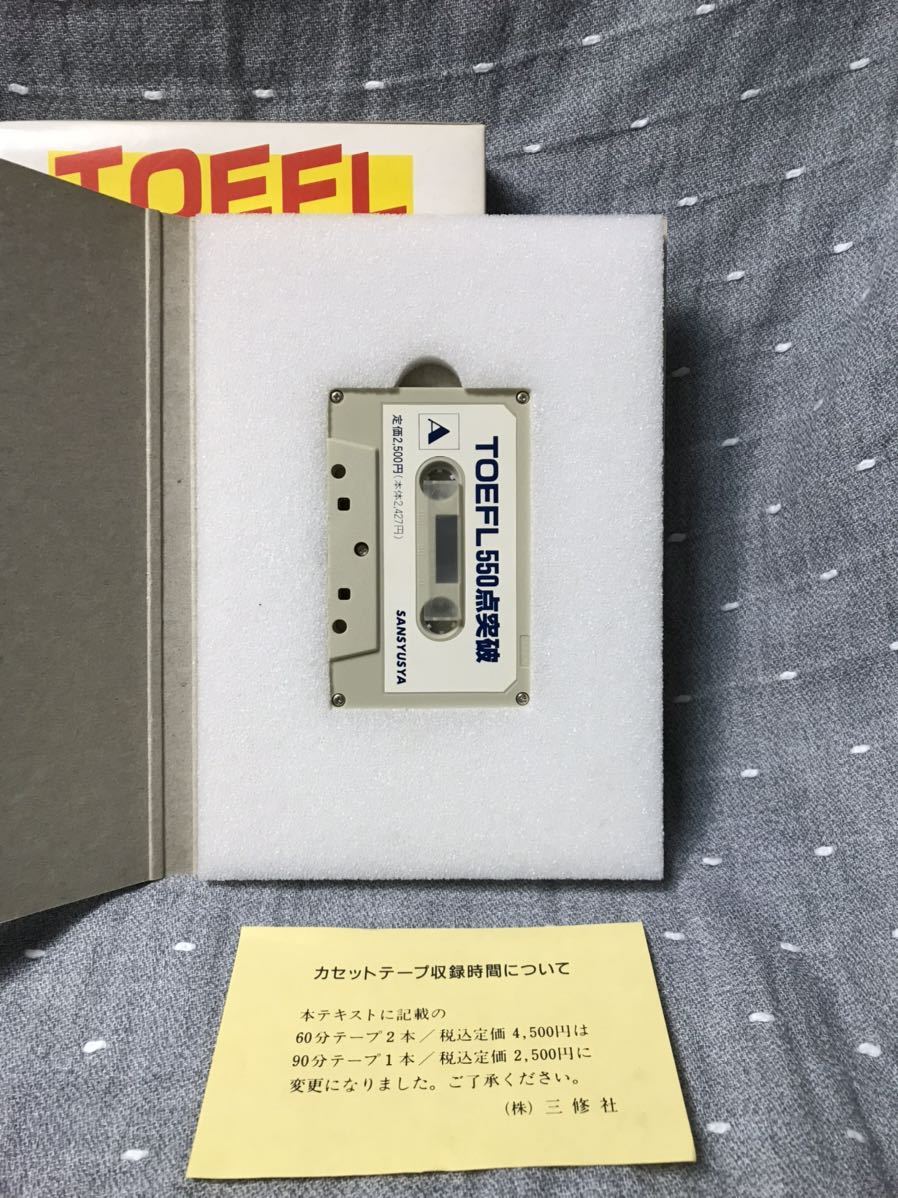 TOEFL
A
TOEFL550点突破
定価2,500円(本体2,427円)
SANSYUSYA
カセットテープ収録時間について
本テキストに記載の
60分テープ2本/税込定価 4,500円は
90分テープ1本/税込定価 2,500円に
変更になりました。ご了承ください。
(株) 三修社